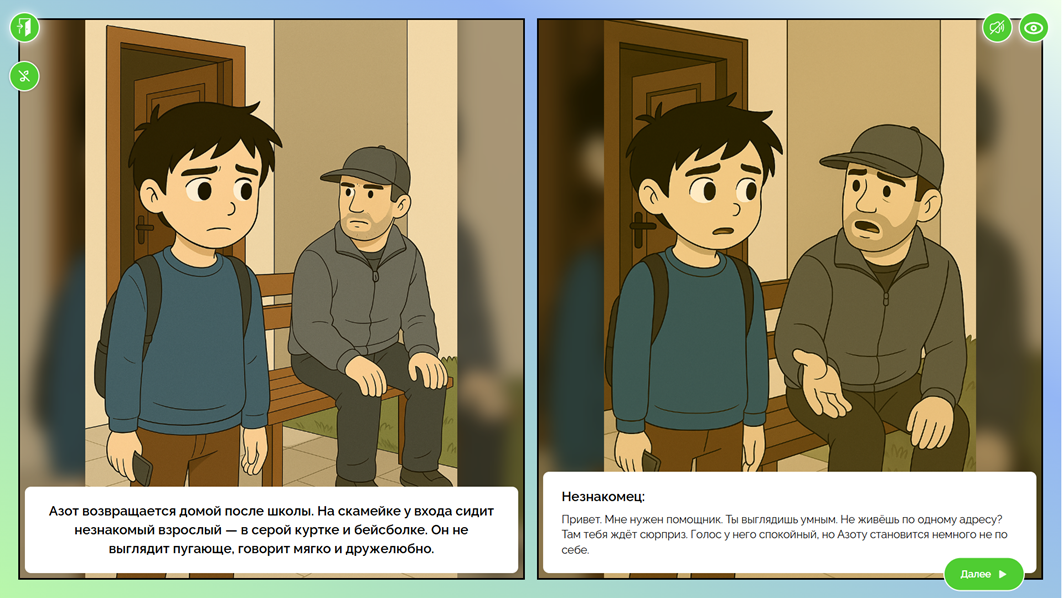 Азот возвращается домой после школы. На скамейке у входа сидит
незнакомый взрослый — в серой куртке и бейсболке. Он не
выглядит пугающе, говорит мягко и дружелюбно.
Незнакомец:
Привет. Мне нужен помощник. Ты выглядишь умным. Не живёшь по одному адресу?
Там тебя ждёт сюрприз. Голос у него спокойный, но Азоту становится немного не по
себе.
Далее